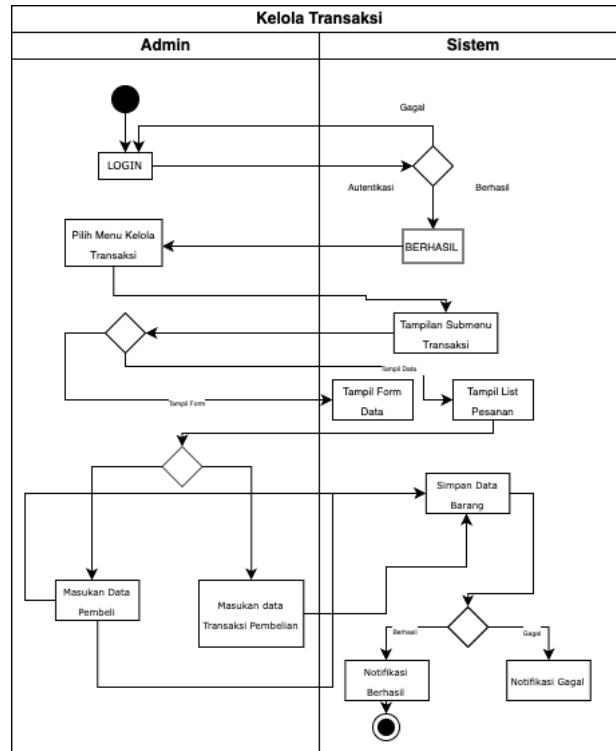 Kelola Transaksi
Admin
Sistem
Gagal
LOGIN
Autentikasi
Berhasil
Pilih Menu Kelola
Transaksi
BERHASIL
Tampilan Submenu
Transaksi
Tampil Data
Tampil Form
Tampil Form
Data
Tampil List
Pesanan
Simpan Data
Barang
Masukan Data
Pembeli
Masukan data
Transaksi Pembelian
Berhasil
Gagal
Notifikasi
Berhasil
Notifikasi Gagal